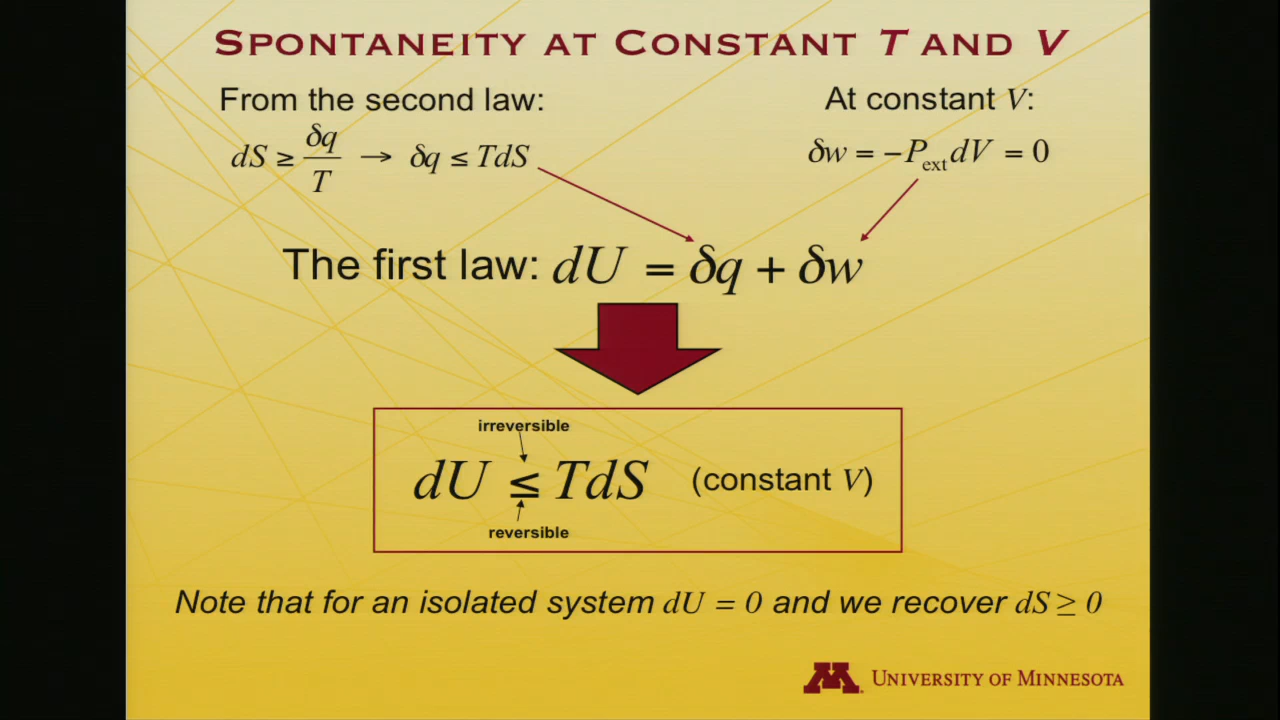 SPONTANEITY AT CONSTANT T AND V
From the second law:
dS ≥ δq/T → δq ≤ TdS
At constant V:
δw = −P_ext dV = 0
The first law: dU = δq + δw
irreversible
dU ≤ TdS (constant V)
reversible
Note that for an isolated system dU = 0 and we recover dS ≥ 0
M
UNIVERSITY OF MINNESOTA